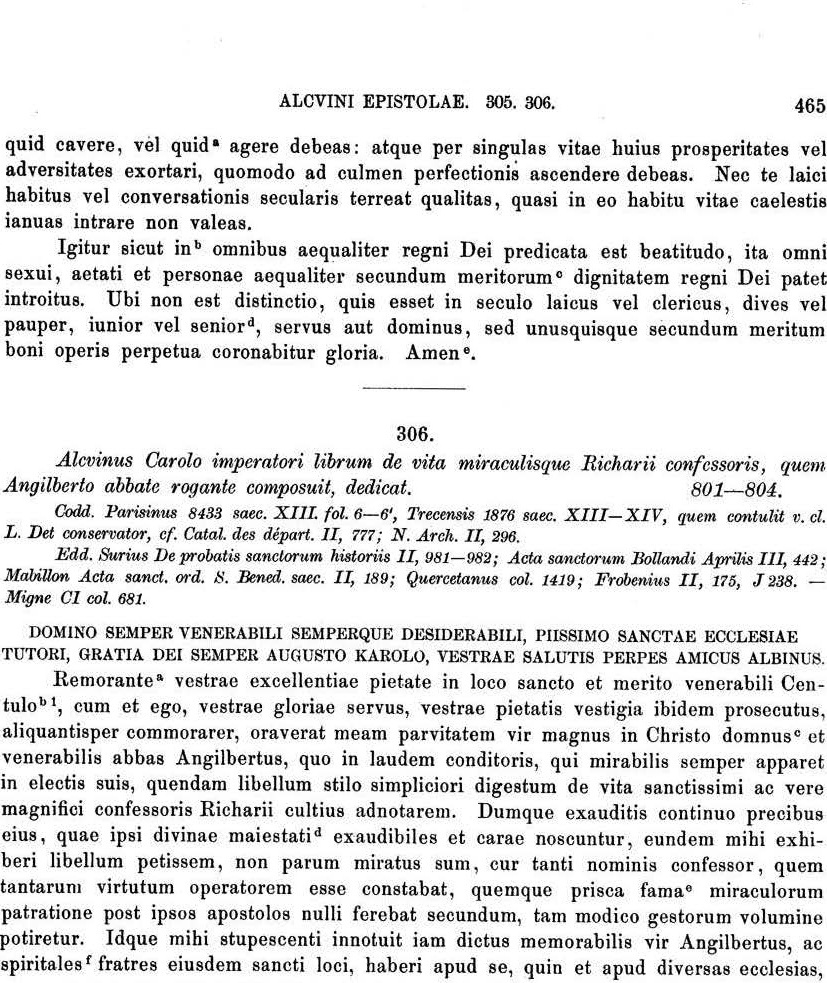 ALCVINI EPISTOLAE. 305. 306. 465
quid cavere, vel quidᵃ agere debeas: atque per singulas vitae huius prosperitates vel
adversitates exortari, quomodo ad culmen perfectionis ascendere debeas. Nec te laici
habitus vel conversationis secularis terreat qualitas, quasi in eo habitu vitae caelestis
ianuas intrare non valeas.
Igitur sicut inᵇ omnibus aequaliter regni Dei predicata est beatitudo, ita omni
sexui, aetati et personae aequaliter secundum meritorumᶜ dignitatem regni Dei patet
introitus. Ubi non est distinctio, quis esset in seculo laicus vel clericus, dives vel
pauper, iunior vel seniorᵈ, servus aut dominus, sed unusquisque secundum meritum
boni operis perpetua coronabitur gloria. Amenᵉ.
306.
Alcvinus Carolo imperatori librum de vita miraculisque Richarii confessoris, quem
Angilberto abbate rogante composuit, dedicat. 801—804.
Codd. Parisinus 8433 saec. XIII. fol. 6—6', Trecensis 1876 saec. XIII—XIV, quem contulit v. cl.
L. Det conservator, cf. Catal. des départ. II, 777; N. Arch. II, 296.
Edd. Surius De probatis sanctorum historiis II, 981—982; Acta sanctorum Bollandi Aprilis III, 442;
Mabillon Acta sanct. ord. S. Bened. saec. II, 189; Quercetanus col. 1419; Frobenius II, 175, J 238. —
Migne CI col. 681.
DOMINO SEMPER VENERABILI SEMPERQUE DESIDERABILI, PIISSIMO SANCTAE ECCLESIAE
TUTORI, GRATIA DEI SEMPER AUGUSTO KAROLO, VESTRAE SALUTIS PERPES AMICUS ALBINUS.
Remoranteᵃ vestrae excellentiae pietate in loco sancto et merito venerabili Cen-
tuloᵇ ¹, cum et ego, vestrae gloriae servus, vestrae pietatis vestigia ibidem prosecutus,
aliquantisper commorarer, oraverat meam parvitatem vir magnus in Christo domnusᶜ et
venerabilis abbas Angilbertus, quo in laudem conditoris, qui mirabilis semper apparet
in electis suis, quendam libellum stilo simpliciori digestum de vita sanctissimi ac vere
magnifici confessoris Richarii cultius adnotarem. Dumque exauditis continuo precibus
eius, quae ipsi divinae maiestatiᵈ exaudibiles et carae noscuntur, eundem mihi exhi-
beri libellum petissem, non parum miratus sum, cur tanti nominis confessor, quem
tantarum virtutum operatorem esse constabat, quemque prisca famaᵉ miraculorum
patratione post ipsos apostolos nulli ferebat secundum, tam modico gestorum volumine
potiretur. Idque mihi stupescenti innotuit iam dictus memorabilis vir Angilbertus, ac
spiritalesᶠ fratres eiusdem sancti loci, haberi apud se, quin et apud diversas ecclesias,